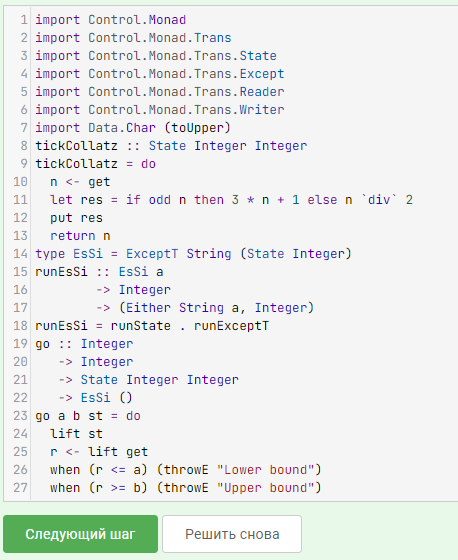 1 import Control.Monad
2 import Control.Monad.Trans
3 import Control.Monad.Trans.State
4 import Control.Monad.Trans.Except
5 import Control.Monad.Trans.Reader
6 import Control.Monad.Trans.Writer
7 import Data.Char (toUpper)
8 tickCollatz :: State Integer Integer
9 tickCollatz = do
10   n <- get
11   let res = if odd n then 3 * n + 1 else n `div` 2
12   put res
13   return n
14 type EsSi = ExceptT String (State Integer)
15 runEsSi :: EsSi a
16         -> Integer
17         -> (Either String a, Integer)
18 runEsSi = runState . runExceptT
19 go :: Integer
20    -> Integer
21    -> State Integer Integer
22    -> EsSi ()
23 go a b st = do
24   lift st
25   r <- lift get
26   when (r <= a) (throwE "Lower bound")
27   when (r >= b) (throwE "Upper bound")
Следующий шаг
Решить снова